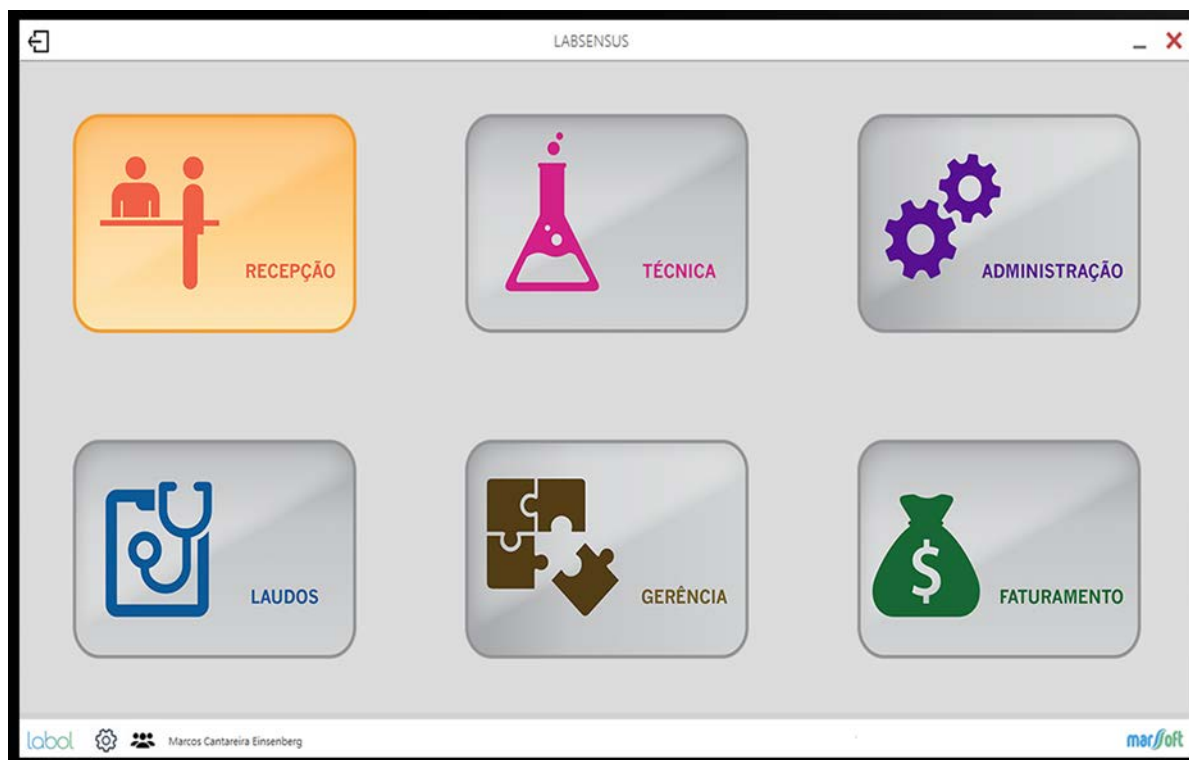 LABSENSUS
RECEPÇÃO
TÉCNICA
ADMINISTRAÇÃO
LAUDOS
GERÊNCIA
$
FATURAMENTO
labol
Marcos Cantareira Einsenberg
marsoft